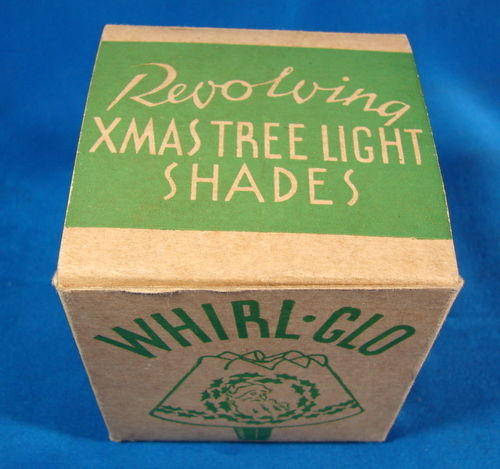 Revolving
XMAS TREE LIGHT
SHADES
WHIRL·GLO